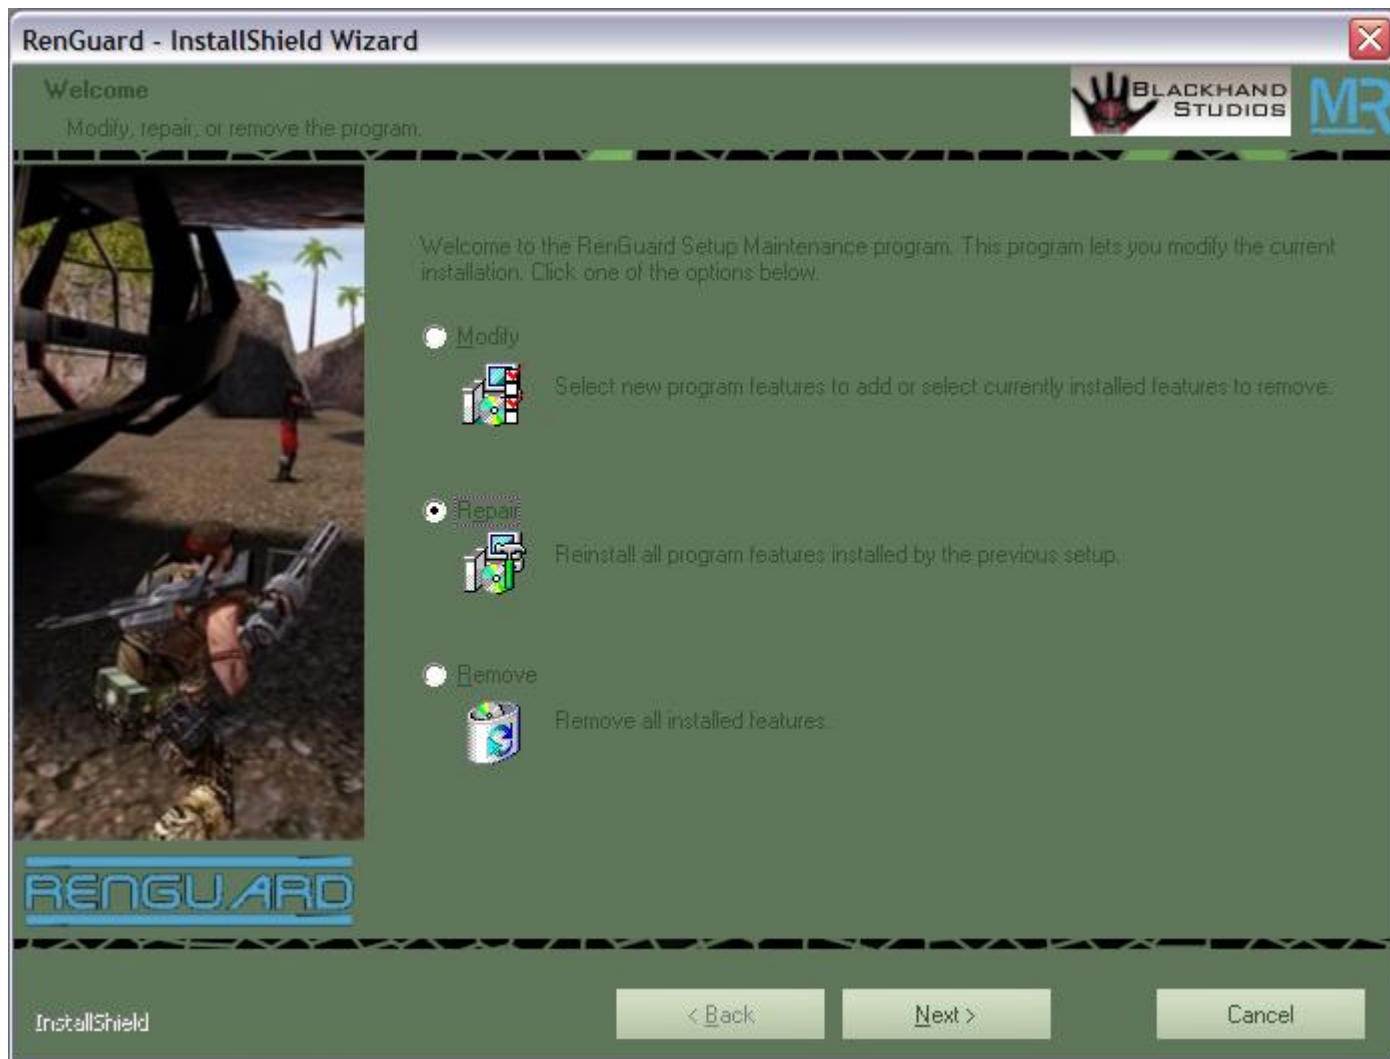 RenGuard - InstallShield Wizard
Welcome
Modify, repair, or remove the program.
BLACKHAND
STUDIOS
MR
Welcome to the RenGuard Setup Maintenance program. This program lets you modify the current
installation. Click one of the options below.
Modify
Select new program features to add or select currently installed features to remove.
Repair
Reinstall all program features installed by the previous setup.
Remove
Remove all installed features.
RENGUARD
InstallShield
< Back
Next >
Cancel